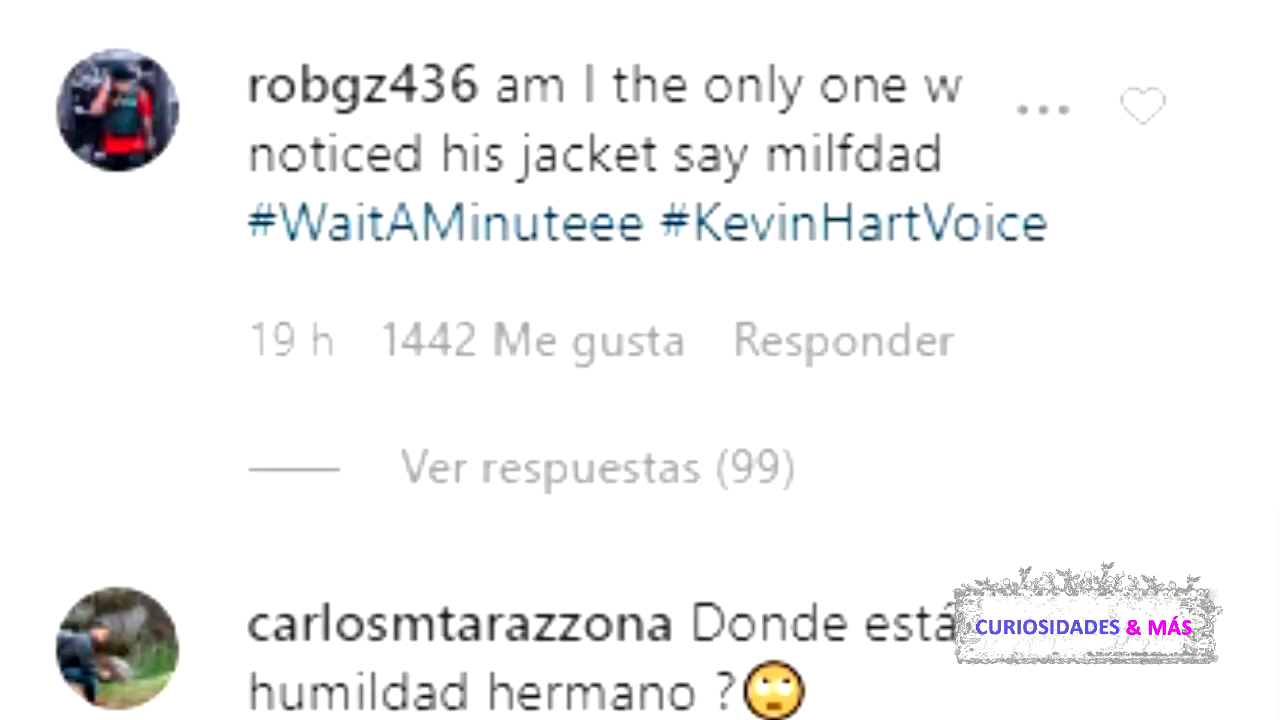 robgz436 am I the only one w
noticed his jacket say milfdad
#WaitAMinuteee #KevinHartVoice
19 h 1442 Me gusta Responder
Ver respuestas (99)
carlosmtarazzona Donde está
humildad hermano ?🙄
CURIOSIDADES & MÁS